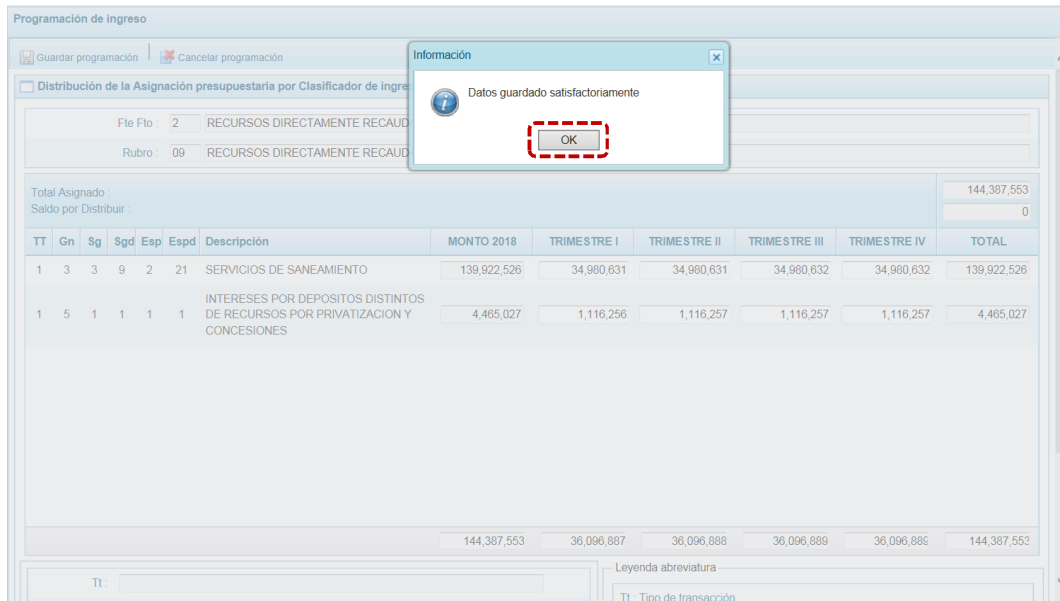 Programación de ingreso
Guardar programación Cancelar programación
Información
Datos guardado satisfactoriamente
OK
Distribución de la Asignación presupuestaria por Clasificador de ingre
Fte Fto : 2 RECURSOS DIRECTAMENTE RECAUD
Rubro : 09 RECURSOS DIRECTAMENTE RECAUD
Total Asignado : 144,387,553
Saldo por Distribuir : 0
TT Gn Sg Sgd Esp Espd Descripción MONTO 2018 TRIMESTRE I TRIMESTRE II TRIMESTRE III TRIMESTRE IV TOTAL
1 3 3 9 2 21 SERVICIOS DE SANEAMIENTO 139,922,526 34,980,631 34,980,631 34,980,632 34,980,632 139,922,526
INTERESES POR DEPOSITOS DISTINTOS
1 5 1 1 1 1 DE RECURSOS POR PRIVATIZACION Y 4,465,027 1,116,256 1,116,257 1,116,257 1,116,257 4,465,027
CONCESIONES
144,387,553 36,096,887 36,096,888 36,096,889 36,096,889 144,387,553
Leyenda abreviatura
Tt :
Tt : Tipo de transacción